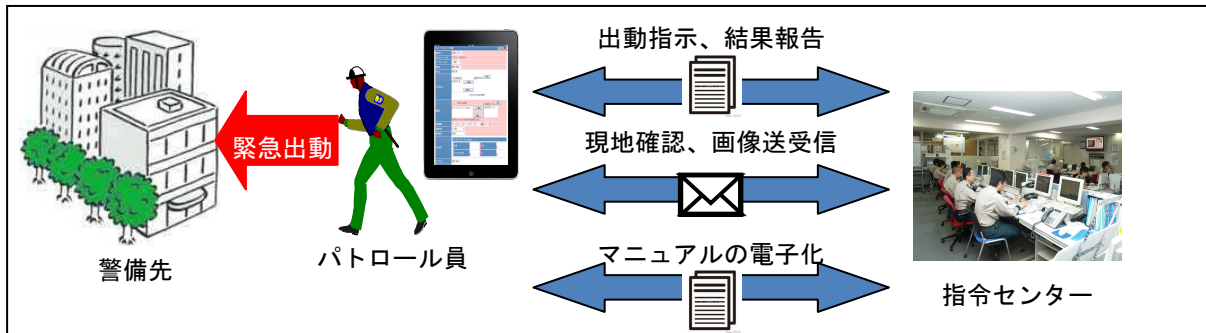 出動指示、結果報告
緊急出動
現地確認、画像送受信
マニュアルの電子化
警備先
パトロール員
指令センター